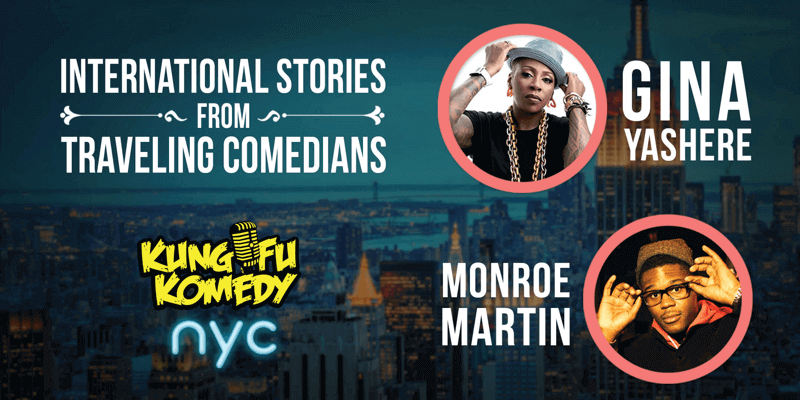 INTERNATIONAL STORIES
FROM
TRAVELING COMEDIANS
GINA
YASHERE
KUNG FU
KOMEDY
nyc
MONROE
MARTIN